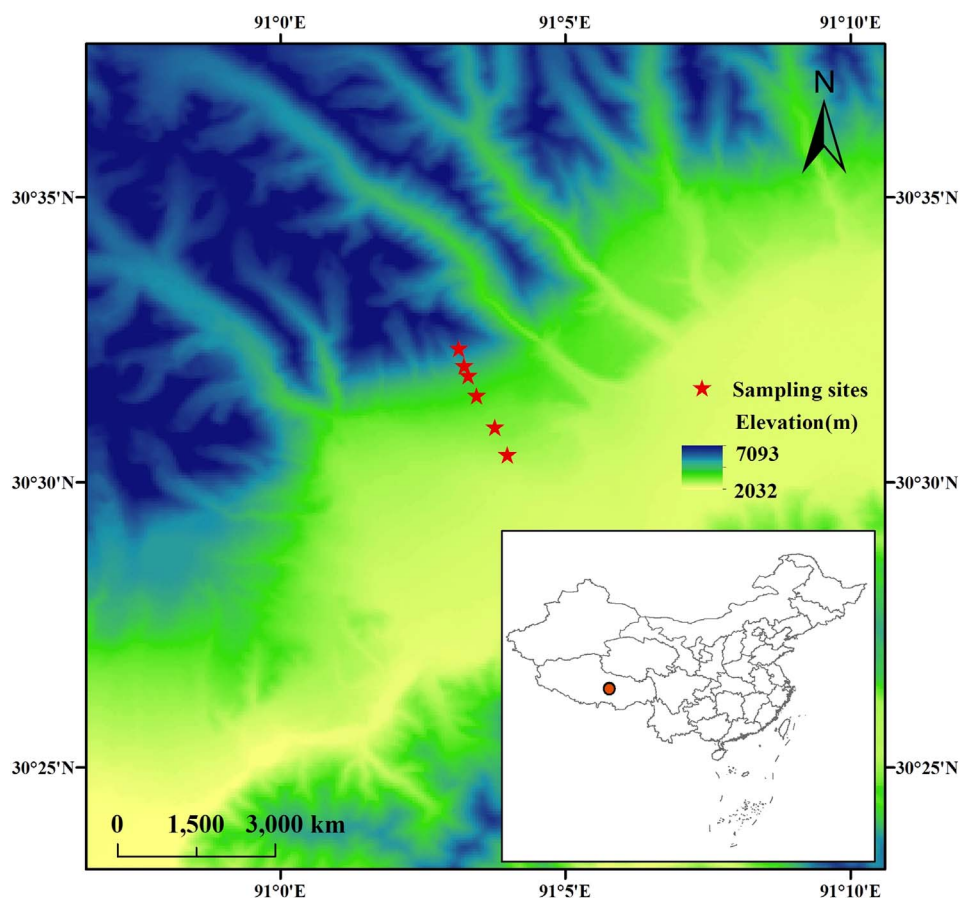 91°0'E 91°5'E 91°10'E
N
30°35'N 30°35'N
Sampling sites
Elevation(m)
7093
2032
30°30'N 30°30'N
30°25'N 30°25'N
0 1,500 3,000 km
91°0'E 91°5'E 91°10'E